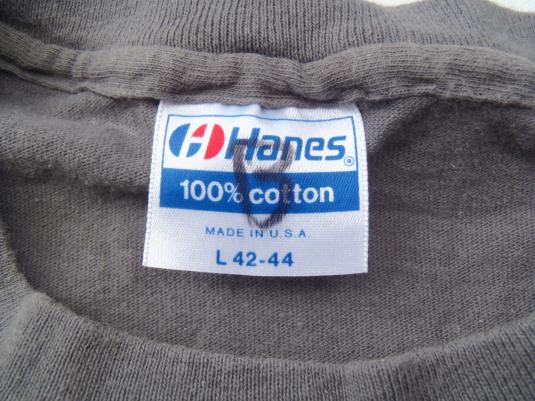 Hanes®
100% cotton
MADE IN U.S.A.
L 42-44